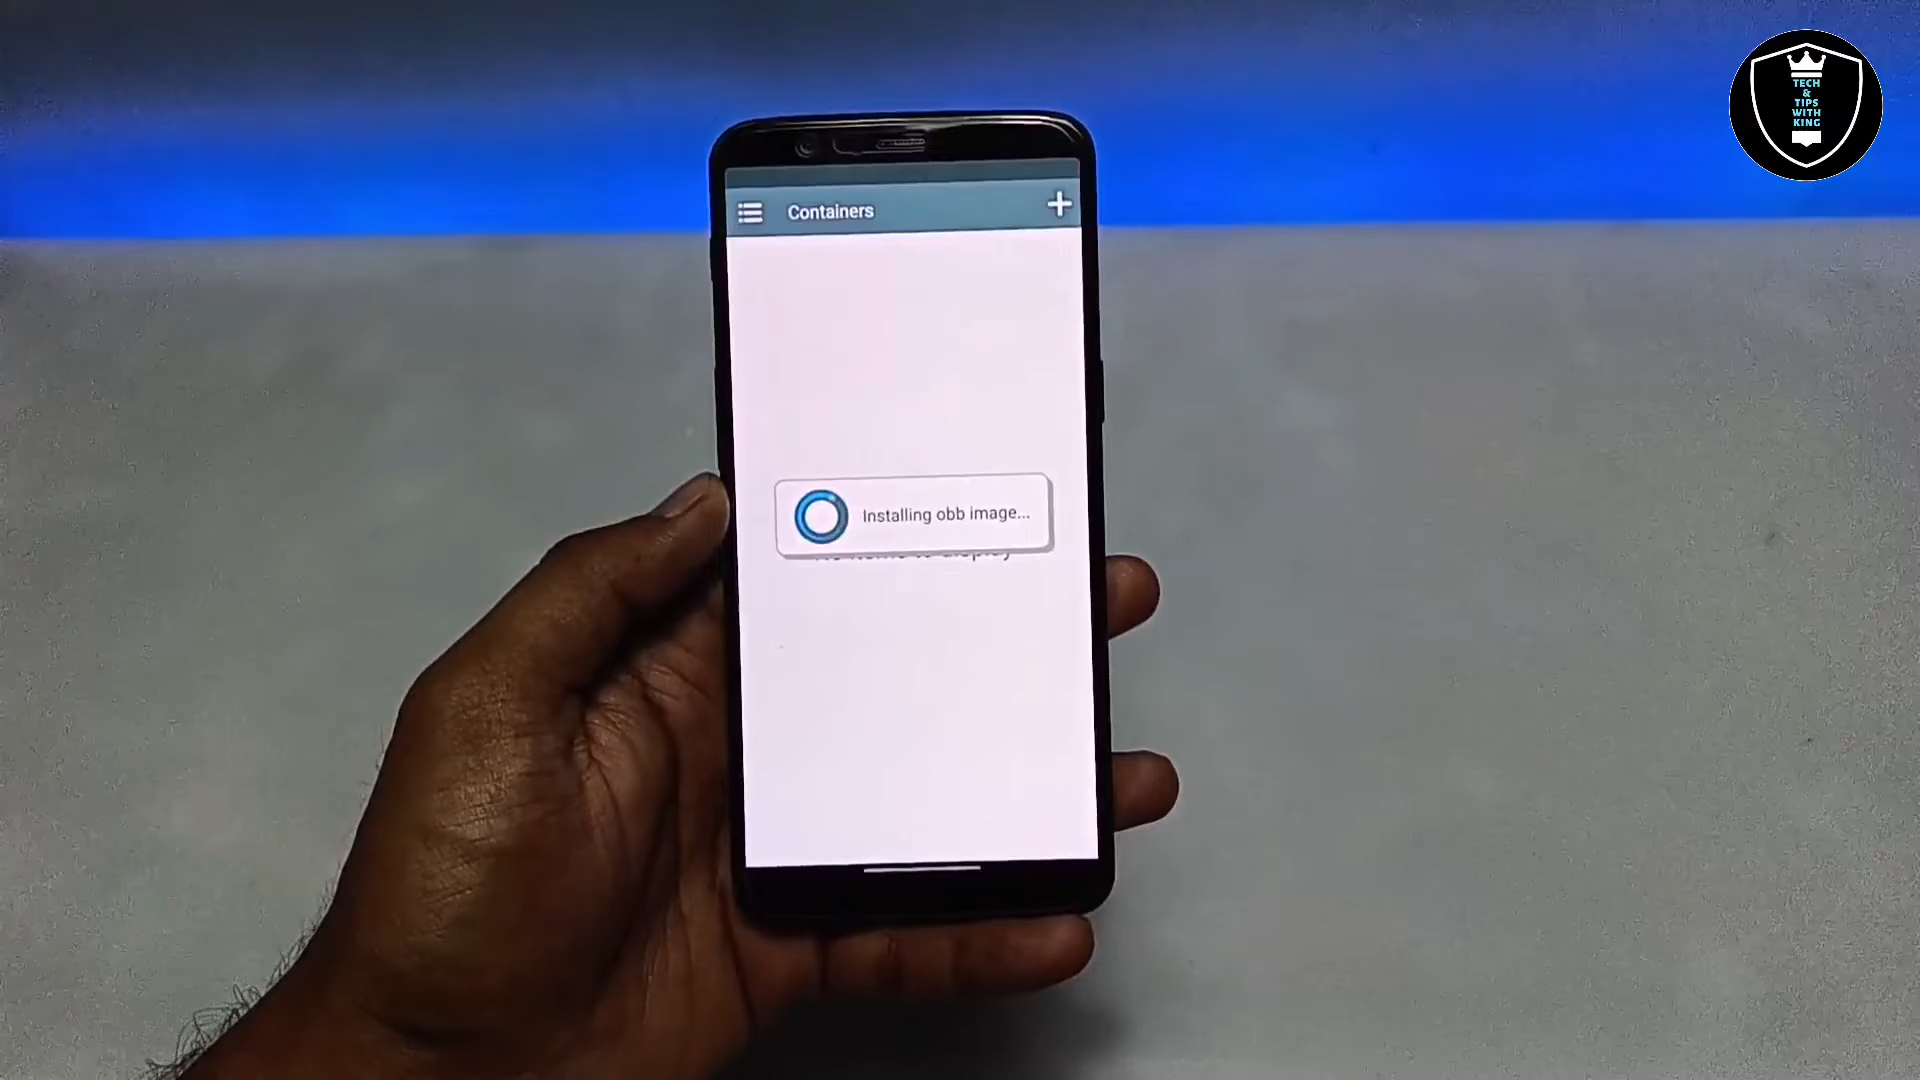 TECH
&
TIPS
WITH
KING
Containers
Installing obb image...